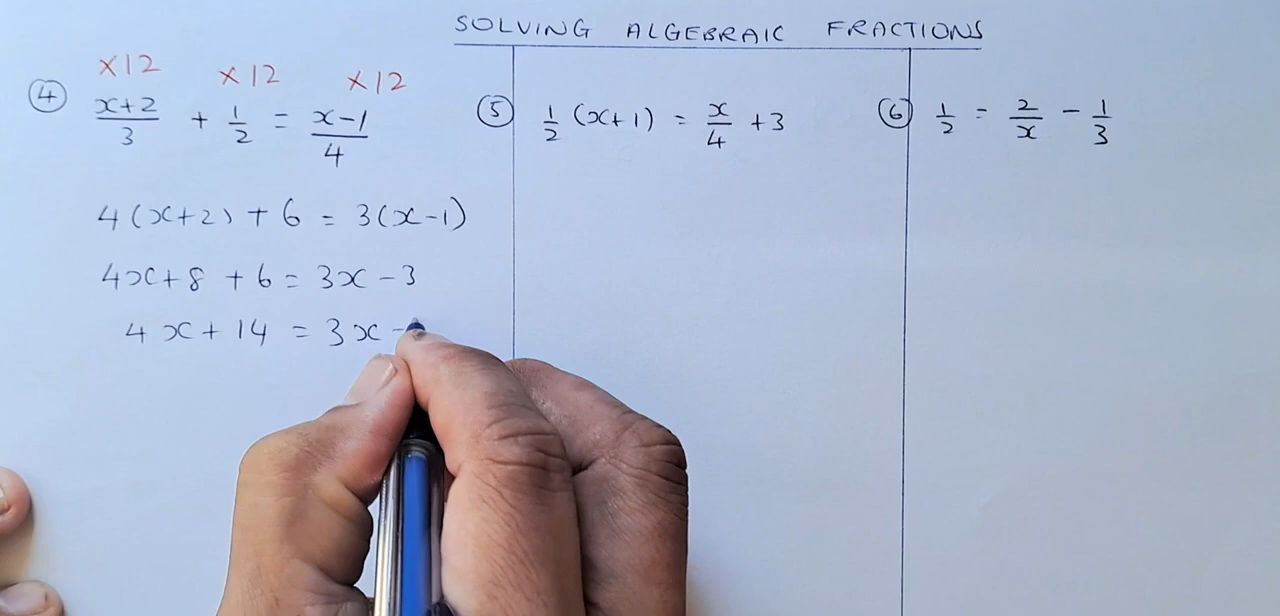 SOLVING ALGEBRAIC FRACTIONS
×12 ×12 ×12
④ (x+2)/3 + 1/2 = (x-1)/4
4(x+2) + 6 = 3(x-1)
4x+8 +6 = 3x -3
4x + 14 = 3x -
⑤ 1/2 (x+1) = x/4 +3
⑥ 1/2 = 2/x - 1/3